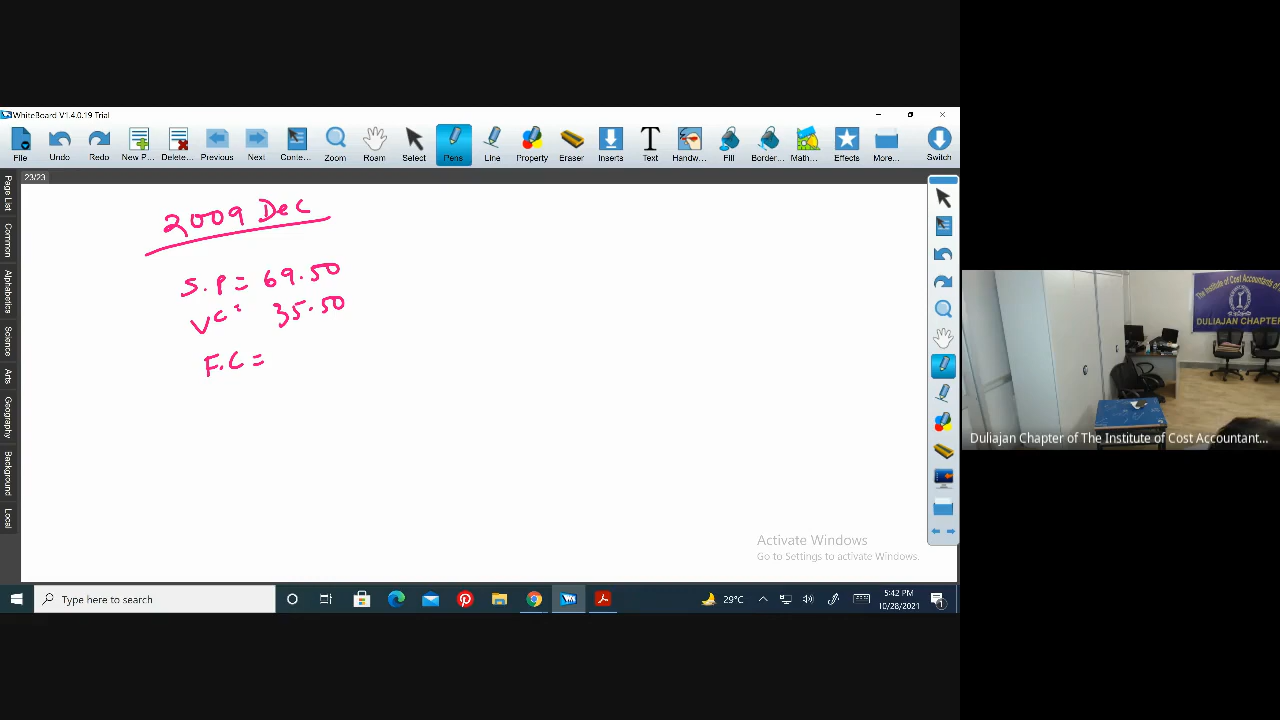 WhiteBoard V1.4.0.19 Trial
File Undo Redo New P... Delete... Previous Next Conte... Zoom Roam Select Pens Line Property Eraser Inserts Text Handw... Fill Border... Math... Effects More... Switch
23/23
Page List
Common
Alphabetics
Science
Arts
Geography
Background
Local
2009 Dec
S.P = 69.50
VC = 35.50
F.C =
Activate Windows
Go to Settings to activate Windows.
Type here to search
29°C
5:42 PM
10/28/2021
1
The Institute of Cost Accountants of
DULIAJAN CHAPTER
Duliajan Chapter of The Institute of Cost Accountant...